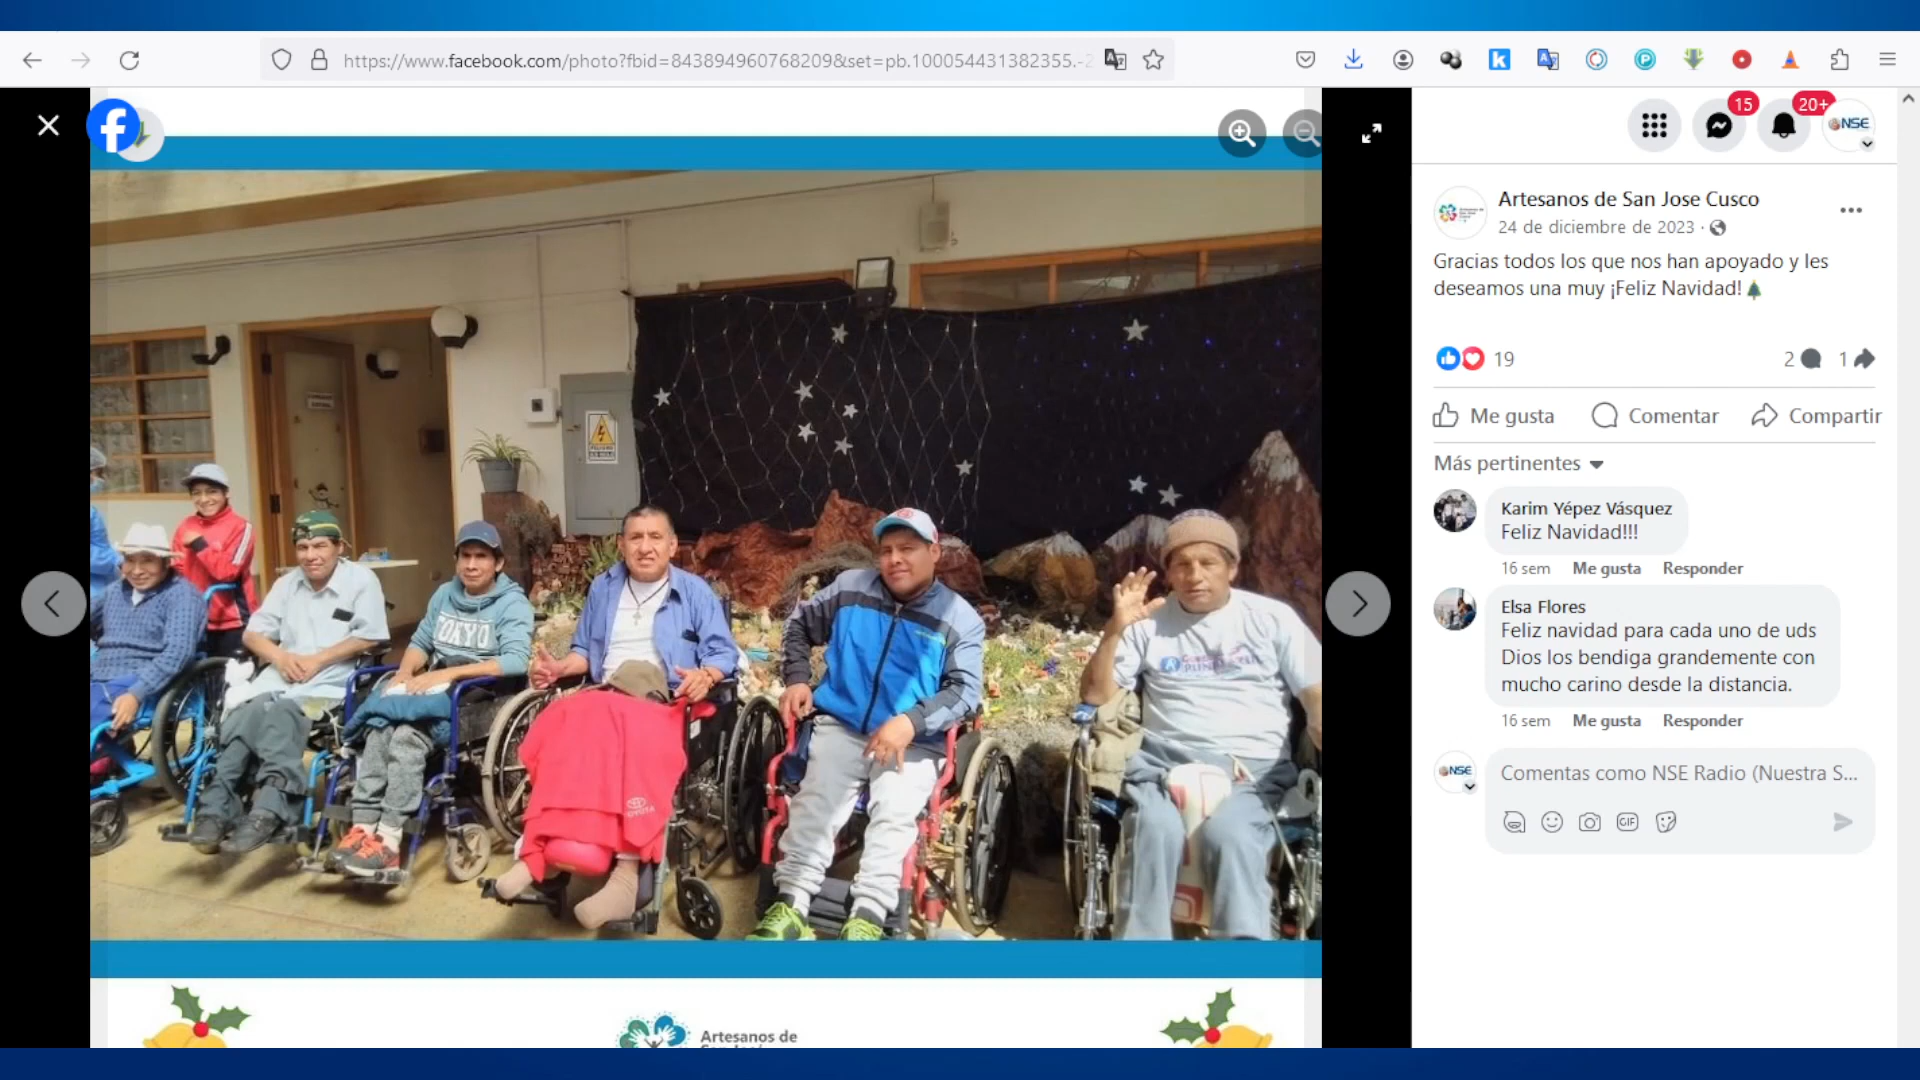 https://www.facebook.com/photo?fbid=843894960768209&set=pb.100054431382355.-2
15
20+
NSE
Artesanos de San Jose Cusco
24 de diciembre de 2023 ·
Gracias todos los que nos han apoyado y les
deseamos una muy ¡Feliz Navidad!
19
2
1
Me gusta
Comentar
Compartir
Más pertinentes
Karim Yépez Vásquez
Feliz Navidad!!!
16 sem Me gusta Responder
Elsa Flores
Feliz navidad para cada uno de uds
Dios los bendiga grandemente con
mucho carino desde la distancia.
16 sem Me gusta Responder
NSE
Comentas como NSE Radio (Nuestra S...
GIF
TOKYO
TOYOTA
Artesanos de